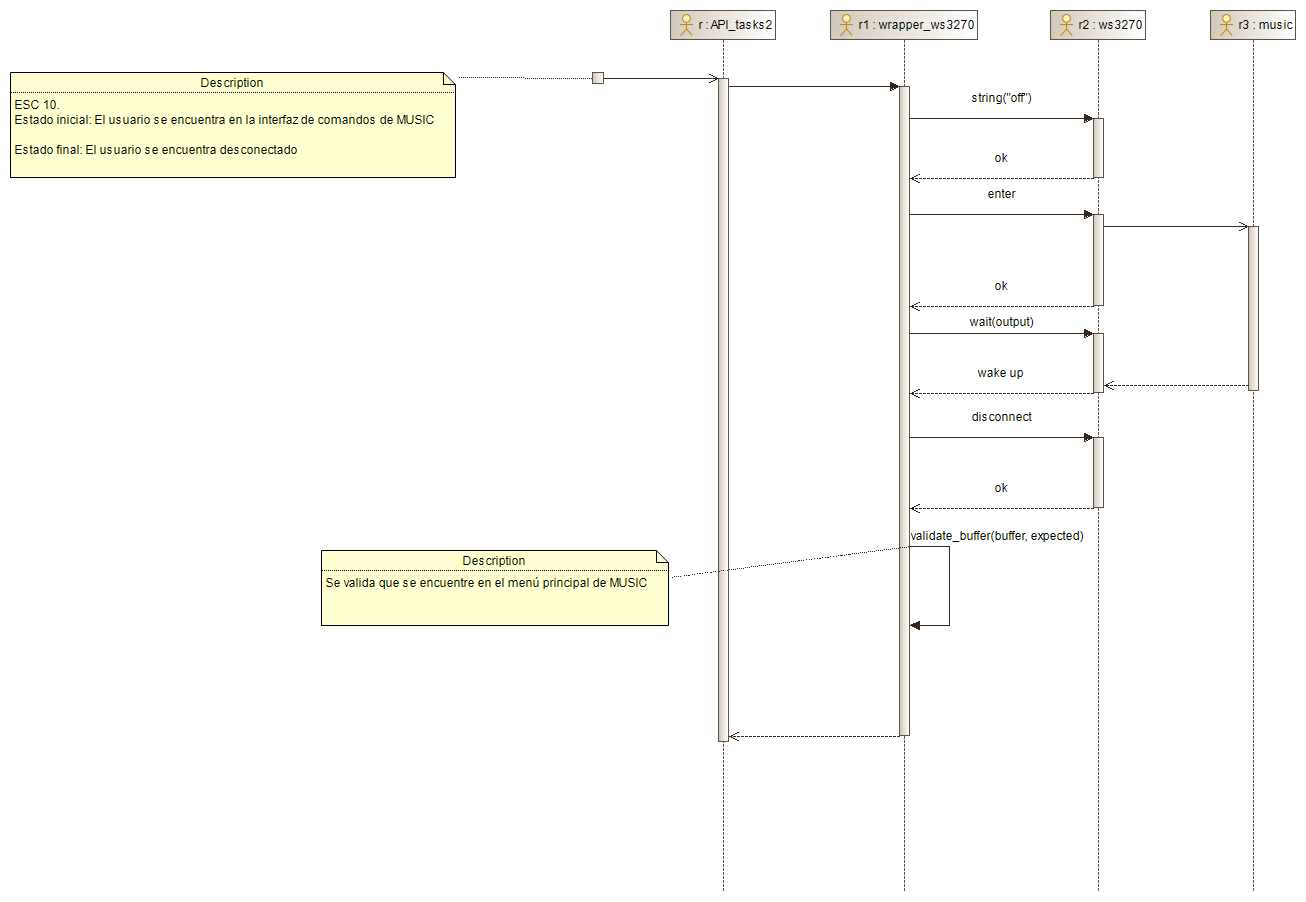 r : API_tasks2
r1 : wrapper_ws3270
r2 : ws3270
r3 : music
Description
ESC 10.
Estado inicial: El usuario se encuentra en la interfaz de comandos de MUSIC
Estado final: El usuario se encuentra desconectado
string("off")
ok
enter
ok
wait(output)
wake up
disconnect
ok
validate_buffer(buffer, expected)
Description
Se valida que se encuentre en el menú principal de MUSIC